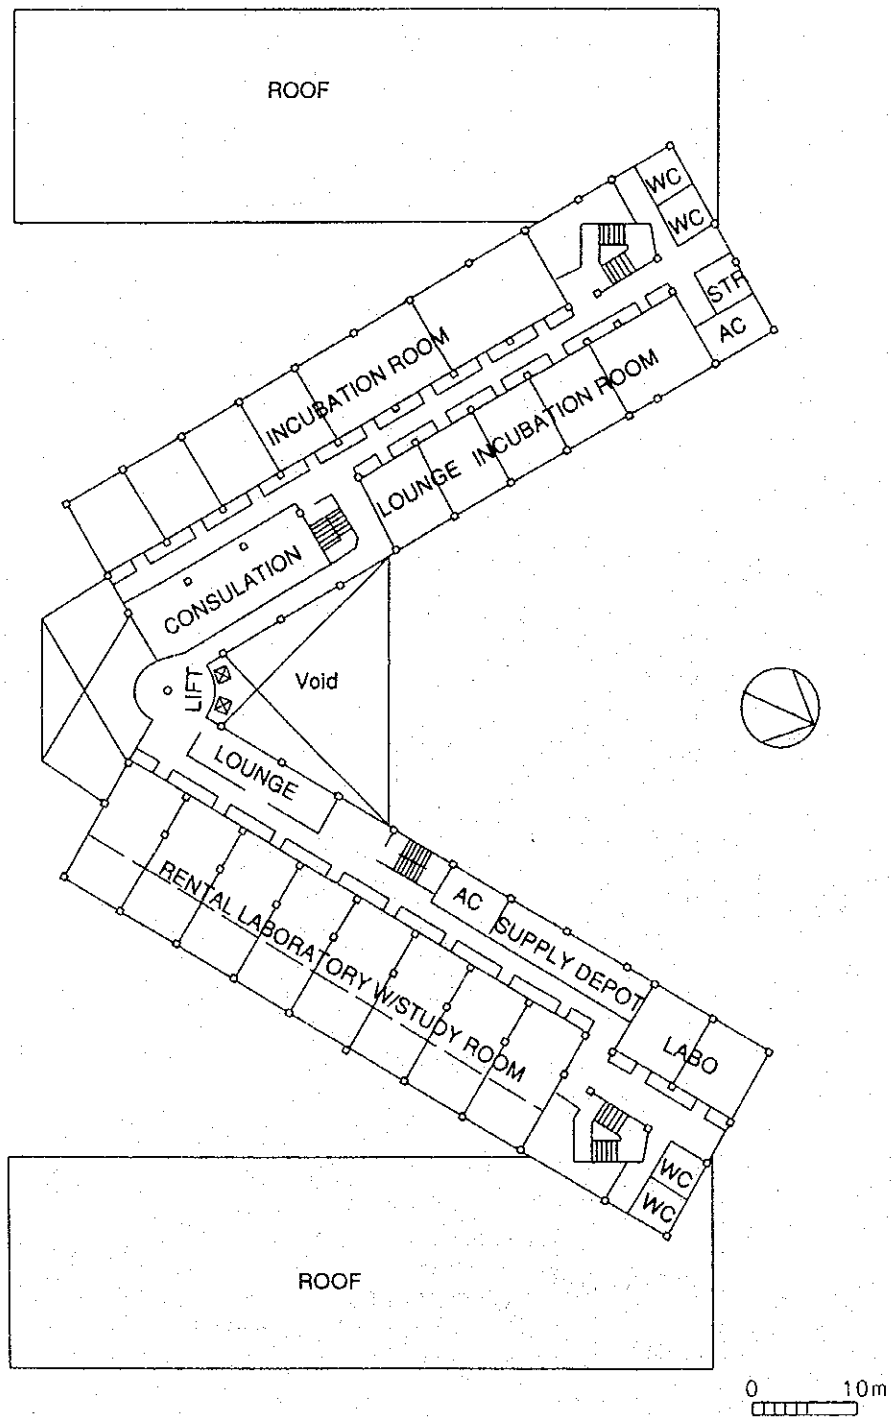 ROOF
WC
WC
STR
AC
INCUBATION ROOM
INCUBATION ROOM
LOUNGE
CONSULATION
LIFT
Void
LOUNGE
AC
SUPPLY DEPOT
RENTAL LABORATORY W/STUDY ROOM
LABO
WC
WC
ROOF
0 10m